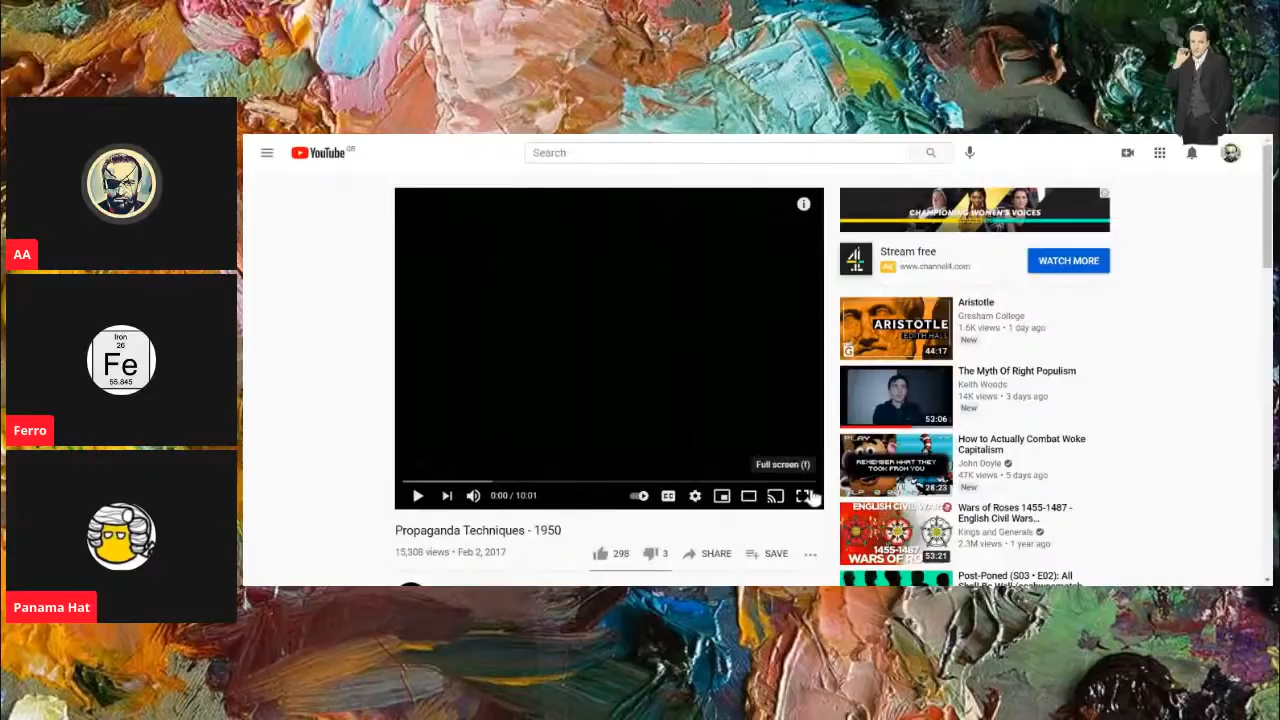 AA
Iron
26
Fe
55.845
Ferro
Panama Hat
YouTube GB
Search
CHAMPIONING WOMEN'S VOICES
Stream free
Ad www.channel4.com
WATCH MORE
Full screen (f)
0:00 / 10:01
CC
Propaganda Techniques - 1950
15,308 views • Feb 2, 2017
298
3
SHARE
SAVE
ARISTOTLE
EDITH HALL
44:17
Aristotle
Gresham College
1.6K views • 1 day ago
New
53:06
The Myth Of Right Populism
Keith Woods
14K views • 3 days ago
New
PLAY
REMEMBER WHAT THEY
TOOK FROM YOU
28:23
How to Actually Combat Woke
Capitalism
John Doyle
47K views • 5 days ago
New
ENGLISH CIVIL WAR
1455-1487
WARS OF RO
53:21
Wars of Roses 1455-1487 -
English Civil Wars...
Kings and Generals
2.3M views • 1 year ago
Post-Poned (S03 • E02): All